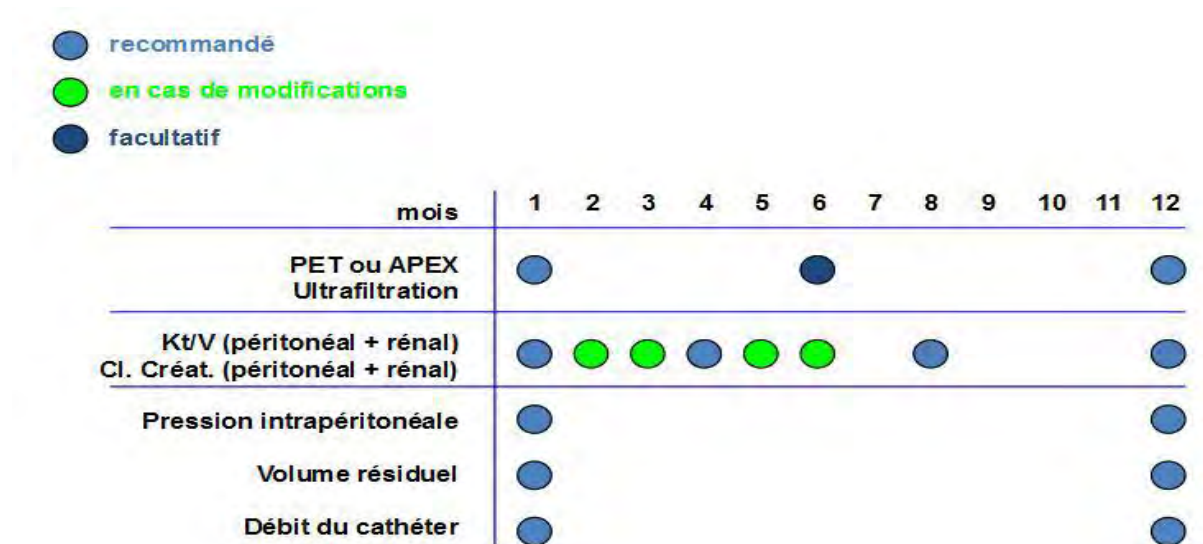 recommandé
en cas de modifications
facultatif
mois 1 2 3 4 5 6 7 8 9 10 11 12
PET ou APEX
Ultrafiltration
Kt/V (péritonéal + rénal)
Cl. Créat. (péritonéal + rénal)
Pression intrapéritonéale
Volume résiduel
Débit du cathéter